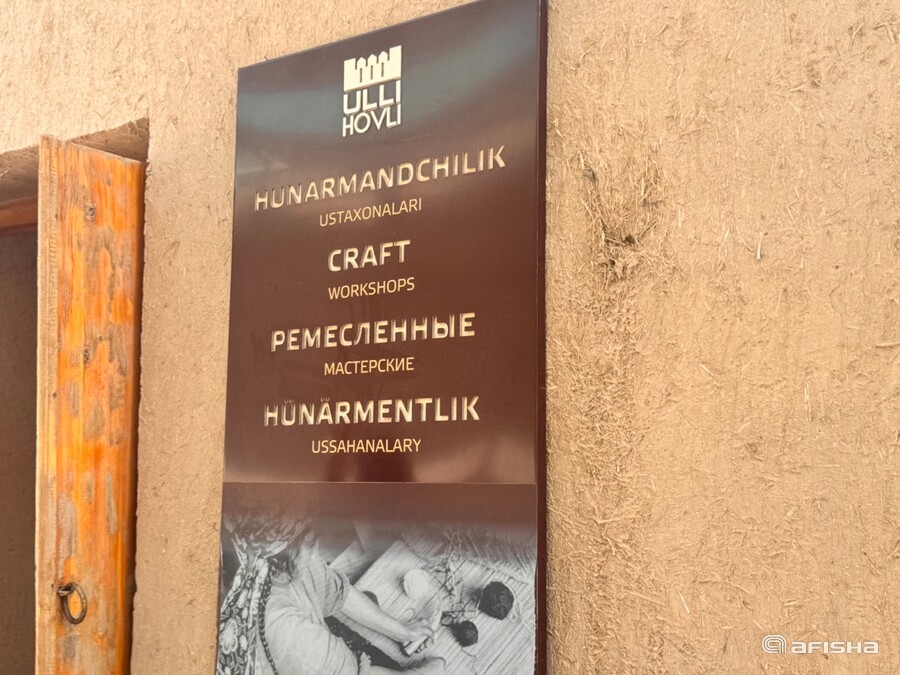 ULLI
HOVLI
HUNARMANDCHILIK
USTAXONALARI
CRAFT
WORKSHOPS
РЕМЕСЛЕННЫЕ
МАСТЕРСКИЕ
HÜNÄRMENTLIK
USSAHANALARY
afisha